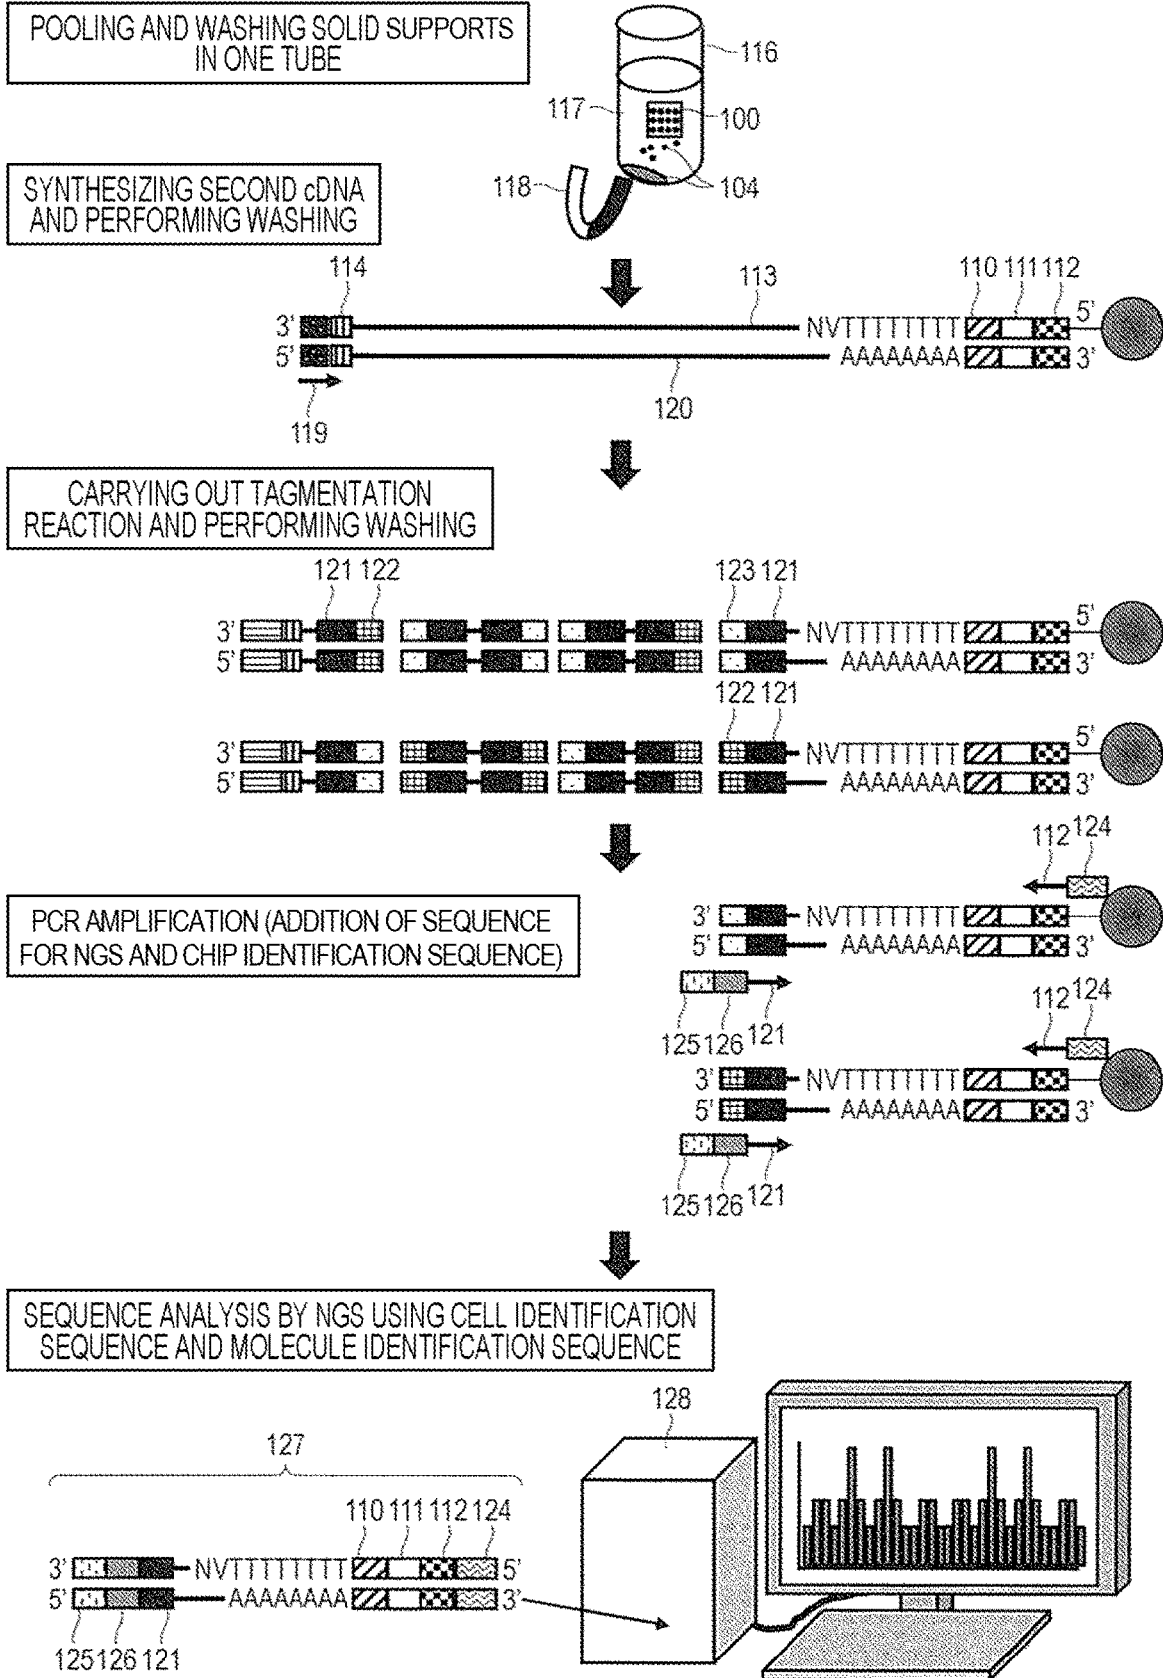 POOLING AND WASHING SOLID SUPPORTS
IN ONE TUBE
116
117
100
118
104
SYNTHESIZING SECOND cDNA
AND PERFORMING WASHING
114
113
110 111 112
3' NVTTTTTTTT 5'
5' AAAAAAAA 3'
119
120
CARRYING OUT TAGMENTATION
REACTION AND PERFORMING WASHING
121 122 123 121
3' NVTTTTTTTT 5'
5' AAAAAAAA 3'
122 121
3' NVTTTTTTTT 5'
5' AAAAAAAA 3'
PCR AMPLIFICATION (ADDITION OF SEQUENCE
FOR NGS AND CHIP IDENTIFICATION SEQUENCE)
112 124
3' NVTTTTTTTT
5' AAAAAAAA 3'
125 126 121
112 124
3' NVTTTTTTTT
5' AAAAAAAA 3'
125 126 121
SEQUENCE ANALYSIS BY NGS USING CELL IDENTIFICATION
SEQUENCE AND MOLECULE IDENTIFICATION SEQUENCE
128
127
110 111 112 124
3' NVTTTTTTTT 5'
5' AAAAAAAA 3'
125 126 121